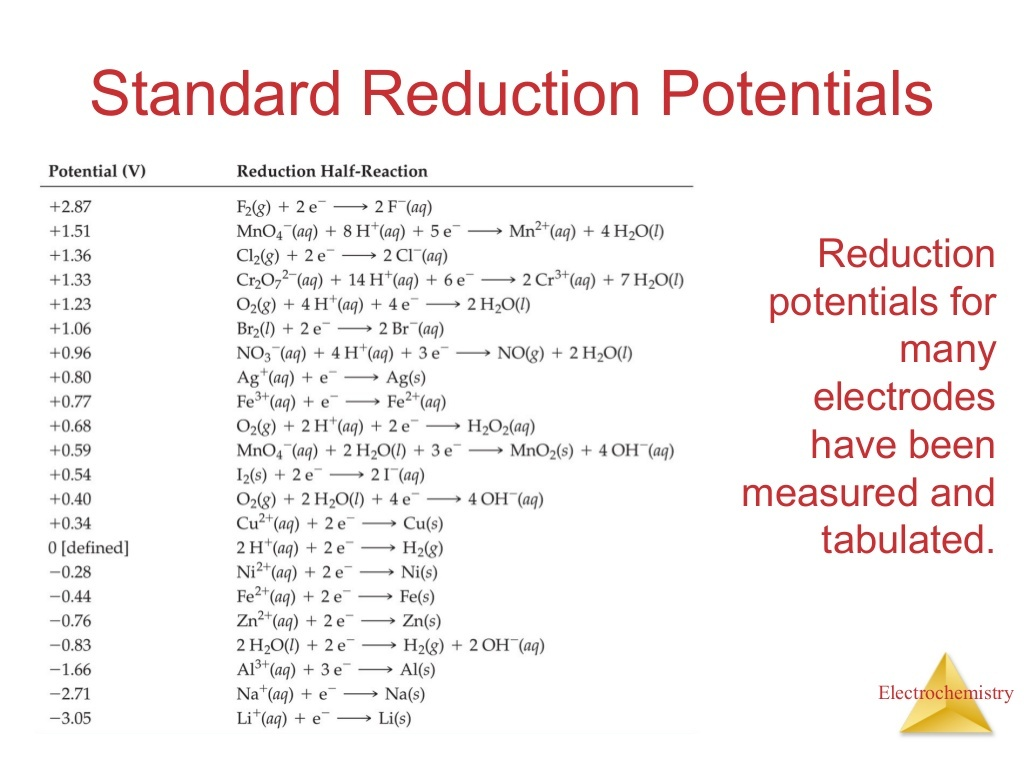 Standard Reduction Potentials
Potential (V) Reduction Half-Reaction
+2.87 F₂(g) + 2 e⁻ ⟶ 2 F⁻(aq)
+1.51 MnO₄⁻(aq) + 8 H⁺(aq) + 5 e⁻ ⟶ Mn²⁺(aq) + 4 H₂O(l)
+1.36 Cl₂(g) + 2 e⁻ ⟶ 2 Cl⁻(aq)
+1.33 Cr₂O₇²⁻(aq) + 14 H⁺(aq) + 6 e⁻ ⟶ 2 Cr³⁺(aq) + 7 H₂O(l)
+1.23 O₂(g) + 4 H⁺(aq) + 4 e⁻ ⟶ 2 H₂O(l)
+1.06 Br₂(l) + 2 e⁻ ⟶ 2 Br⁻(aq)
+0.96 NO₃⁻(aq) + 4 H⁺(aq) + 3 e⁻ ⟶ NO(g) + 2 H₂O(l)
+0.80 Ag⁺(aq) + e⁻ ⟶ Ag(s)
+0.77 Fe³⁺(aq) + e⁻ ⟶ Fe²⁺(aq)
+0.68 O₂(g) + 2 H⁺(aq) + 2 e⁻ ⟶ H₂O₂(aq)
+0.59 MnO₄⁻(aq) + 2 H₂O(l) + 3 e⁻ ⟶ MnO₂(s) + 4 OH⁻(aq)
+0.54 I₂(s) + 2 e⁻ ⟶ 2 I⁻(aq)
+0.40 O₂(g) + 2 H₂O(l) + 4 e⁻ ⟶ 4 OH⁻(aq)
+0.34 Cu²⁺(aq) + 2 e⁻ ⟶ Cu(s)
0 [defined] 2 H⁺(aq) + 2 e⁻ ⟶ H₂(g)
−0.28 Ni²⁺(aq) + 2 e⁻ ⟶ Ni(s)
−0.44 Fe²⁺(aq) + 2 e⁻ ⟶ Fe(s)
−0.76 Zn²⁺(aq) + 2 e⁻ ⟶ Zn(s)
−0.83 2 H₂O(l) + 2 e⁻ ⟶ H₂(g) + 2 OH⁻(aq)
−1.66 Al³⁺(aq) + 3 e⁻ ⟶ Al(s)
−2.71 Na⁺(aq) + e⁻ ⟶ Na(s)
−3.05 Li⁺(aq) + e⁻ ⟶ Li(s)
Reduction
potentials for
many
electrodes
have been
measured and
tabulated.
Electrochemistry